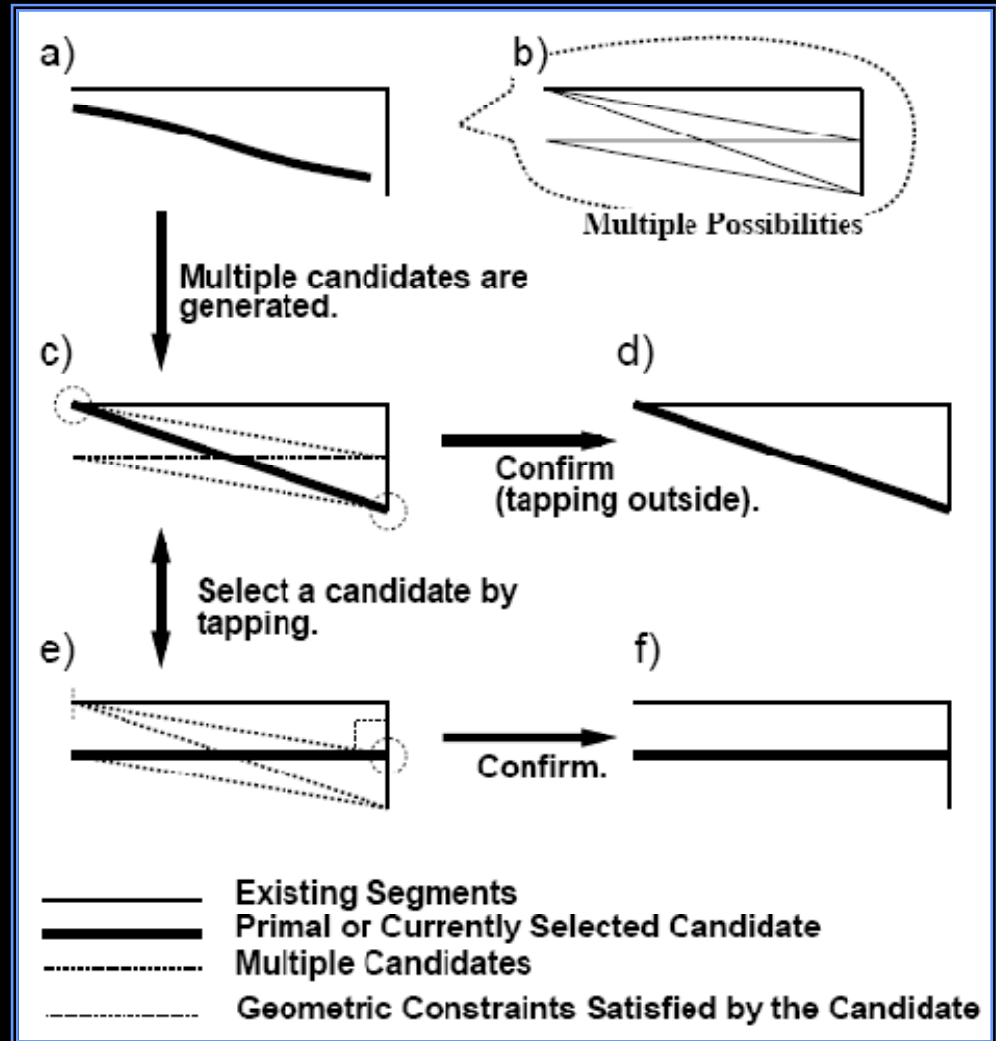 a)
b)
Multiple Possibilities
Multiple candidates are
generated.
c)
d)
Confirm
(tapping outside).
Select a candidate by
tapping.
e)
f)
Confirm.
Existing Segments
Primal or Currently Selected Candidate
Multiple Candidates
Geometric Constraints Satisfied by the Candidate